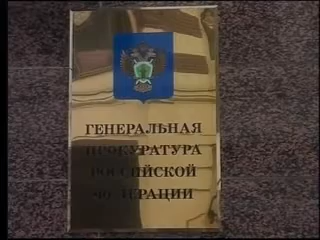 ГЕНЕРАЛЬНАЯ
ПРОКУРАТУРА
РОССИЙСКОЙ
ФЕДЕРАЦИИ